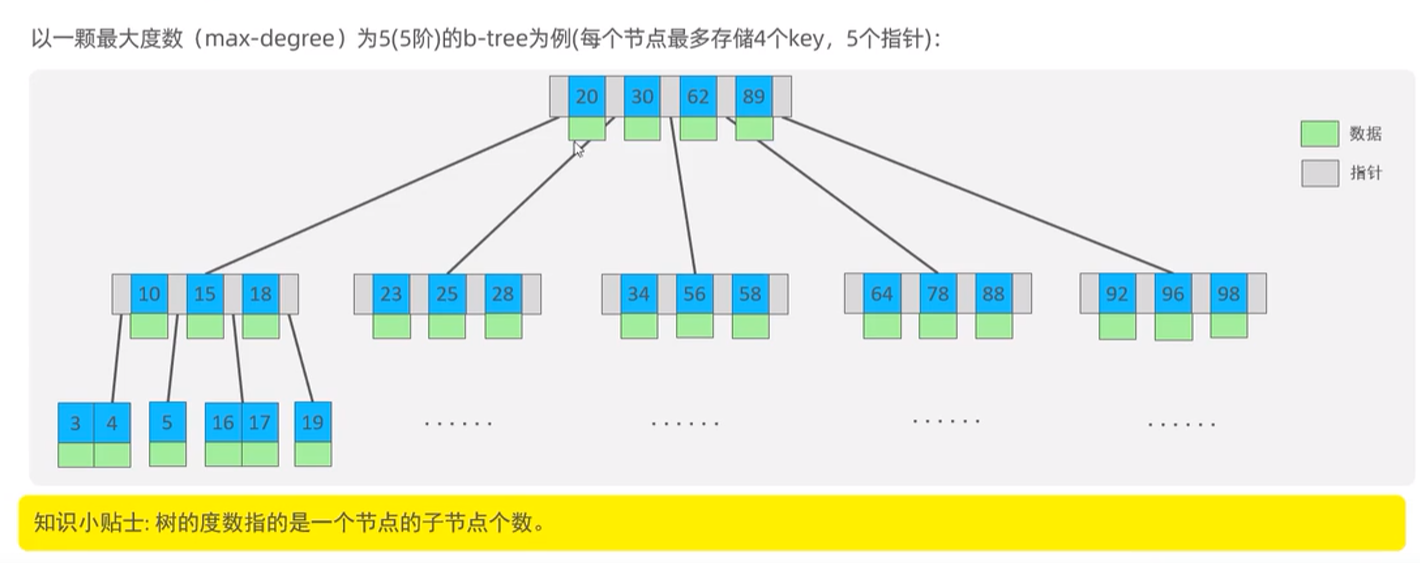 以一颗最大度数（max-degree）为5(5阶)的b-tree为例(每个节点最多存储4个key，5个指针)：
20 30 62 89
数据
指针
10 15 18 23 25 28 34 56 58 64 78 88 92 96 98
3 4 5 16 17 19 ...... ...... ...... ......
知识小贴士: 树的度数指的是一个节点的子节点个数。